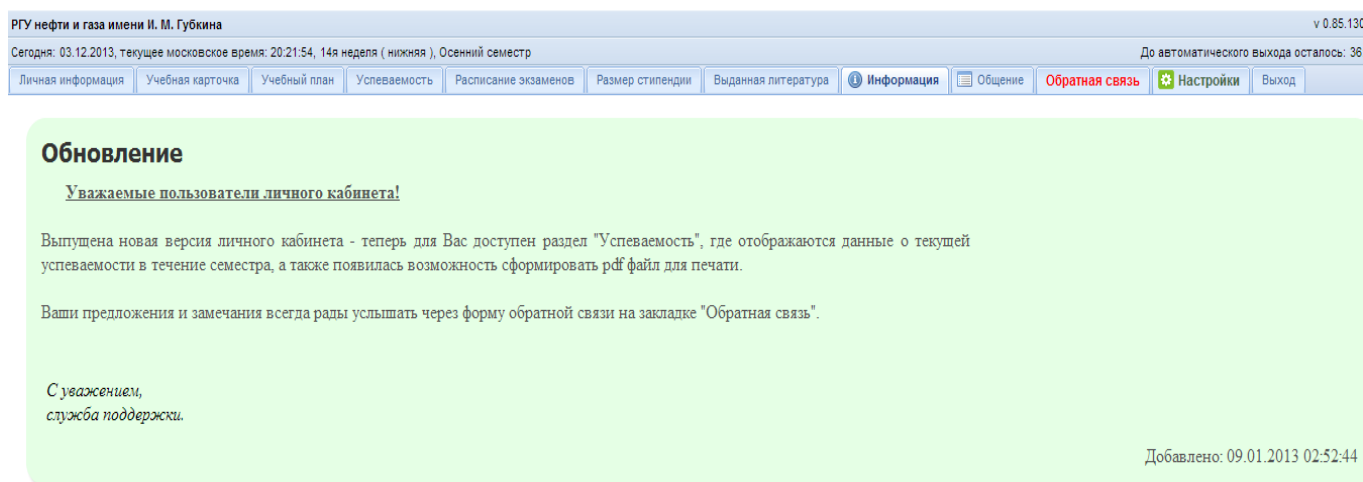 РГУ нефти и газа имени И. М. Губкина v 0.85.130
Сегодня: 03.12.2013, текущее московское время: 20:21:54, 14я неделя ( нижняя ), Осенний семестр До автоматического выхода осталось: 36
Личная информация Учебная карточка Учебный план Успеваемость Расписание экзаменов Размер стипендии Выданная литература Информация Общение Обратная связь Настройки Выход
Обновление
Уважаемые пользователи личного кабинета!
Выпущена новая версия личного кабинета - теперь для Вас доступен раздел "Успеваемость", где отображаются данные о текущей
успеваемости в течение семестра, а также появилась возможность сформировать pdf файл для печати.
Ваши предложения и замечания всегда рады услышать через форму обратной связи на закладке "Обратная связь".
С уважением,
служба поддержки.
Добавлено: 09.01.2013 02:52:44